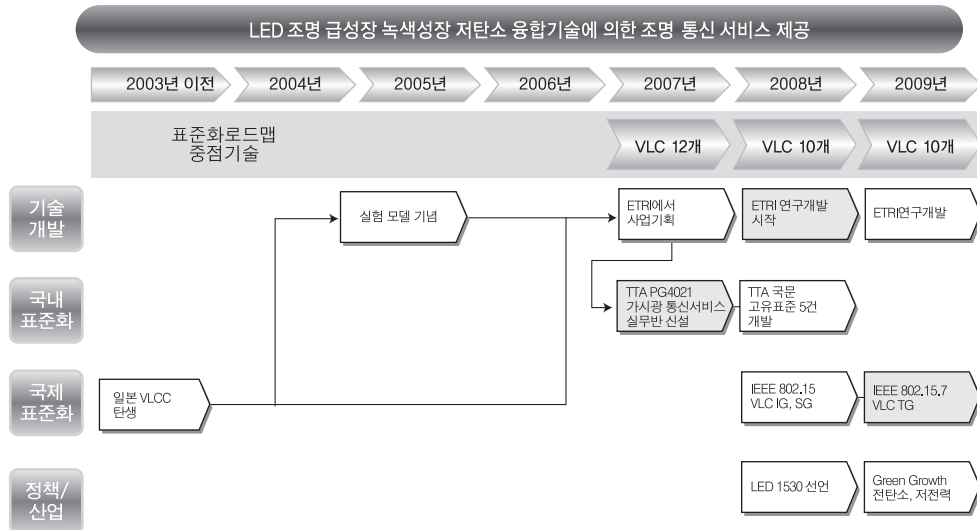 LED 조명 급성장 녹색성장 저탄소 융합기술에 의한 조명 통신 서비스 제공
2003년 이전
2004년
2005년
2006년
2007년
2008년
2009년
표준화로드맵
중점기술
VLC 12개
VLC 10개
VLC 10개
기술
개발
실험 모델 기념
ETRI에서
사업기획
ETRI 연구개발
시작
ETRI연구개발
국내
표준화
TTA PG4021
가시광 통신서비스
실무반 신설
TTA 국문
고유표준 5건
개발
국제
표준화
일본 VLCC
탄생
IEEE 802.15
VLC IG, SG
IEEE 802.15.7
VLC TG
정책/
산업
LED 1530 선언
Green Growth
전탄소, 저전력